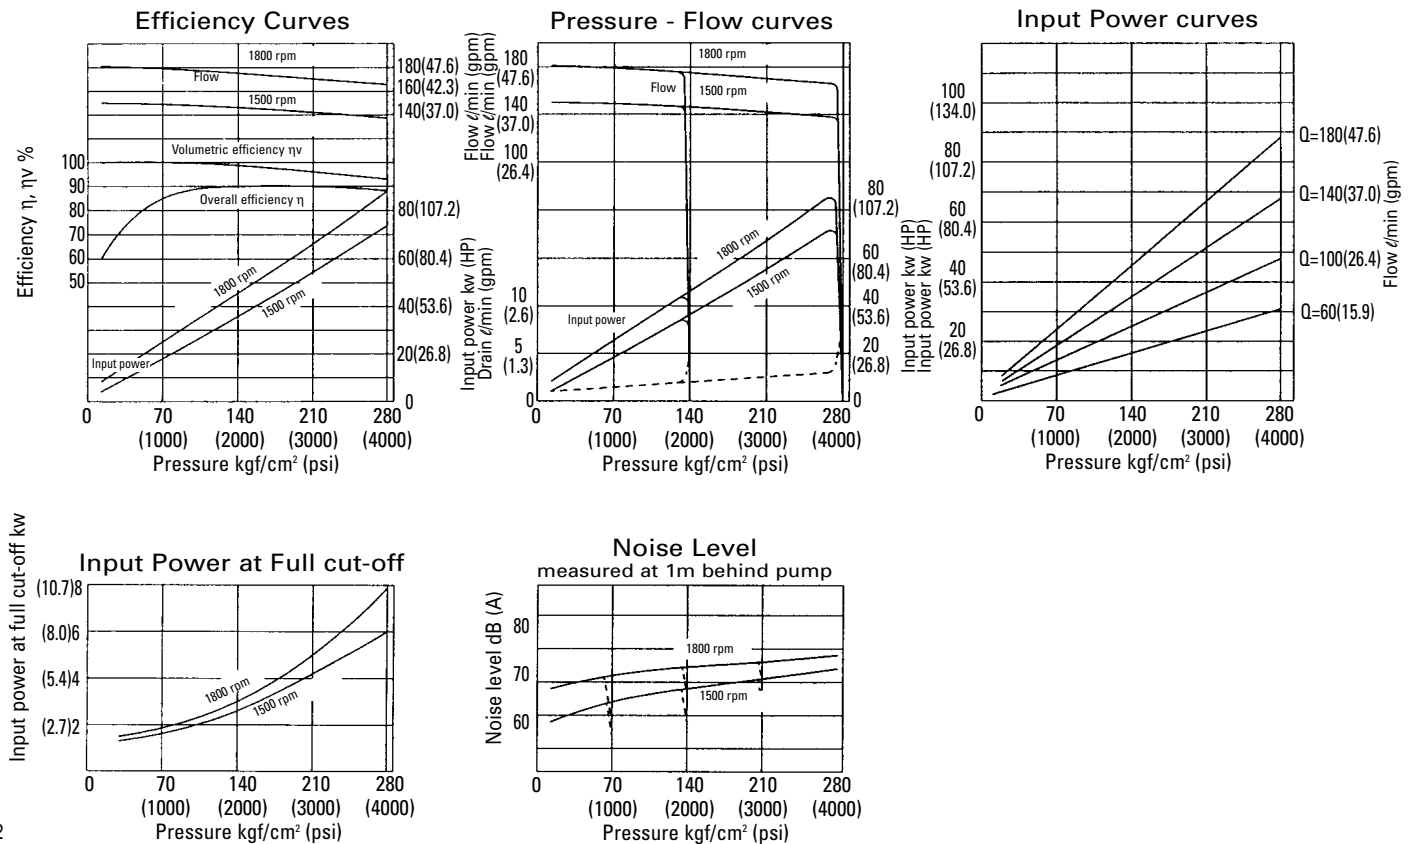 Efficiency Curves
1800 rpm
Flow
1500 rpm
Volumetric efficiency ηv
Overall efficiency η
1800 rpm
1500 rpm
Input power
Efficiency η, ηv %
100
90
80
70
60
50
180(47.6)
160(42.3)
140(37.0)
80(107.2)
60(80.4)
40(53.6)
20(26.8)
0
0 70 140 210 280
(1000) (2000) (3000) (4000)
Pressure kgf/cm² (psi)
Pressure - Flow curves
Flow ℓ/min (gpm)
Flow ℓ/min (gpm)
180
(47.6)
140
(37.0)
100
(26.4)
Input power kw (HP)
Drain ℓ/min (gpm)
10
(2.6)
5
(1.3)
0
1800 rpm
Flow
1500 rpm
1800 rpm
1500 rpm
Input power
80
(107.2)
60
(80.4)
40
(53.6)
20
(26.8)
0
0 70 140 210 280
(1000) (2000) (3000) (4000)
Pressure kgf/cm² (psi)
Input Power curves
Input power kw (HP)
Input power kw (HP)
100
(134.0)
80
(107.2)
60
(80.4)
40
(53.6)
20
(26.8)
Q=180(47.6)
Q=140(37.0)
Q=100(26.4)
Q=60(15.9)
Flow ℓ/min (gpm)
0 70 140 210 280
(1000) (2000) (3000) (4000)
Pressure kgf/cm² (psi)
Input Power at Full cut-off
Input power at full cut-off kw
(10.7)8
(8.0)6
(5.4)4
(2.7)2
1800 rpm
1500 rpm
0 70 140 210 280
(1000) (2000) (3000) (4000)
Pressure kgf/cm² (psi)
Noise Level
measured at 1m behind pump
Noise level dB (A)
80
70
60
1800 rpm
1500 rpm
0 70 140 210 280
(1000) (2000) (3000) (4000)
Pressure kgf/cm² (psi)
2